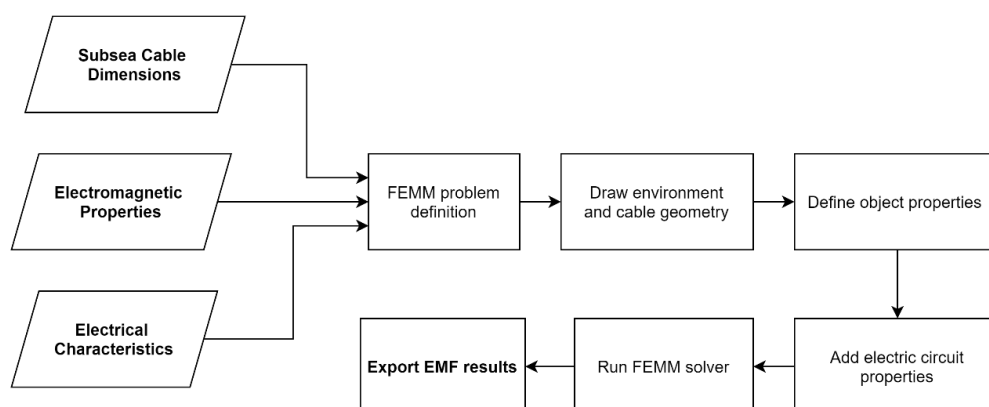 Subsea Cable
Dimensions
Electromagnetic
Properties
Electrical
Characteristics
FEMM problem
definition
Draw environment
and cable geometry
Define object properties
Add electric circuit
properties
Run FEMM solver
Export EMF results